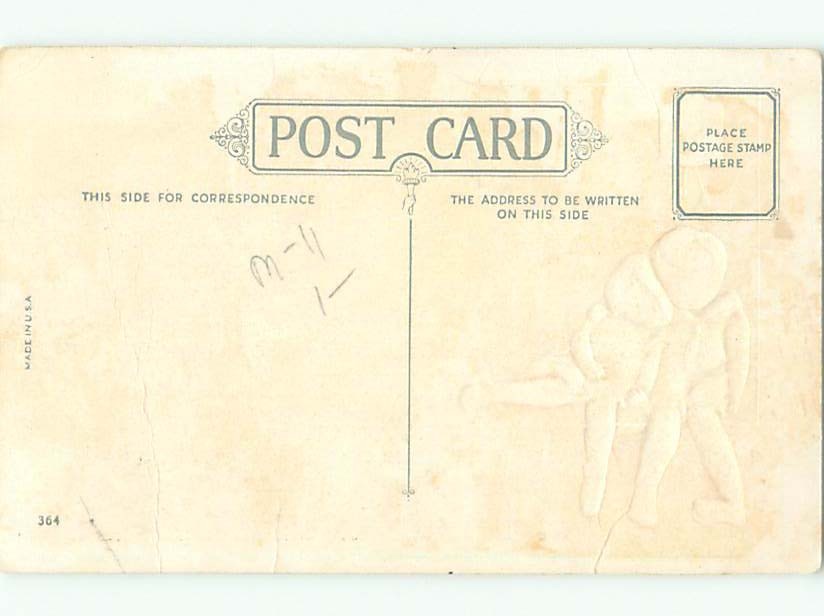 POST CARD
PLACE
POSTAGE STAMP
HERE
THIS SIDE FOR CORRESPONDENCE
THE ADDRESS TO BE WRITTEN
ON THIS SIDE
M-11
1-
MADE IN U.S.A
364